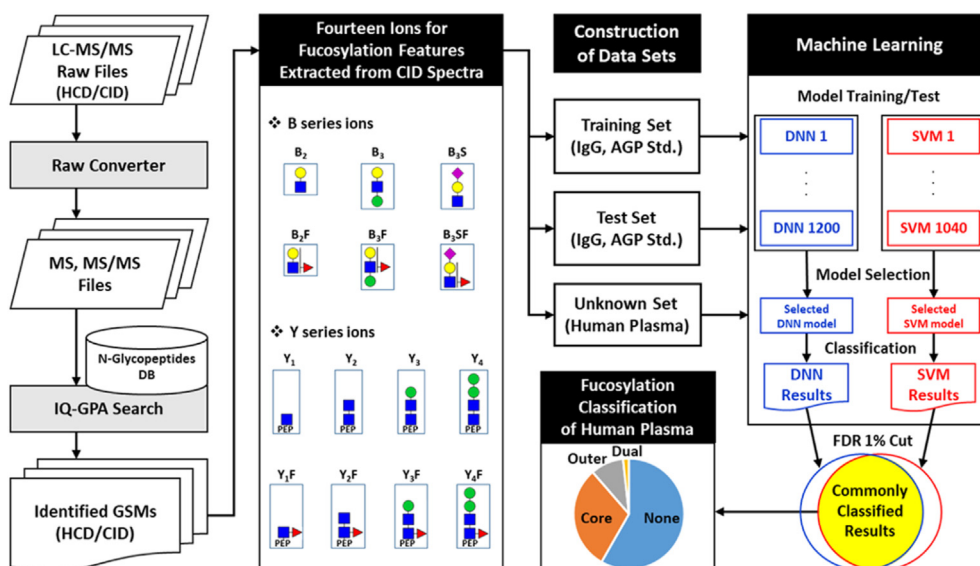 LC-MS/MS
Raw Files
(HCD/CID)
Raw Converter
MS, MS/MS
Files
N-Glycopeptides
DB
IQ-GPA Search
Identified GSMs
(HCD/CID)
Fourteen Ions for
Fucosylation Features
Extracted from CID Spectra
❖ B series ions
B₂ B₃ B₃S
B₂F B₃F B₃SF
❖ Y series ions
Y₁ Y₂ Y₃ Y₄
PEP PEP PEP PEP
Y₁F Y₂F Y₃F Y₄F
PEP PEP PEP PEP
Construction
of Data Sets
Training Set
(IgG, AGP Std.)
Test Set
(IgG, AGP Std.)
Unknown Set
(Human Plasma)
Machine Learning
Model Training/Test
DNN 1 SVM 1
DNN 1200 SVM 1040
Model Selection
Selected
DNN model
Selected
SVM model
Classification
DNN
Results
SVM
Results
FDR 1% Cut
Commonly
Classified
Results
Fucosylation
Classification
of Human Plasma
Dual
Outer
Core None